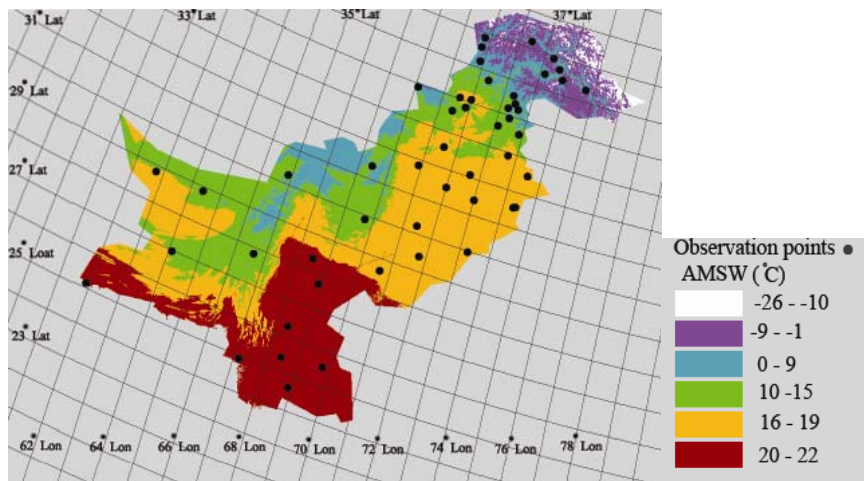 31° Lat
33° Lat
35° Lat
37° Lat
29° Lat
27° Lat
25° Loat
23° Lat
62° Lon
64° Lon
66° Lon
68° Lon
70° Lon
72° Lon
74° Lon
76° Lon
78° Lon
Observation points
AMSW (°C)
-26 - -10
-9 - -1
0 - 9
10 -15
16 - 19
20 - 22